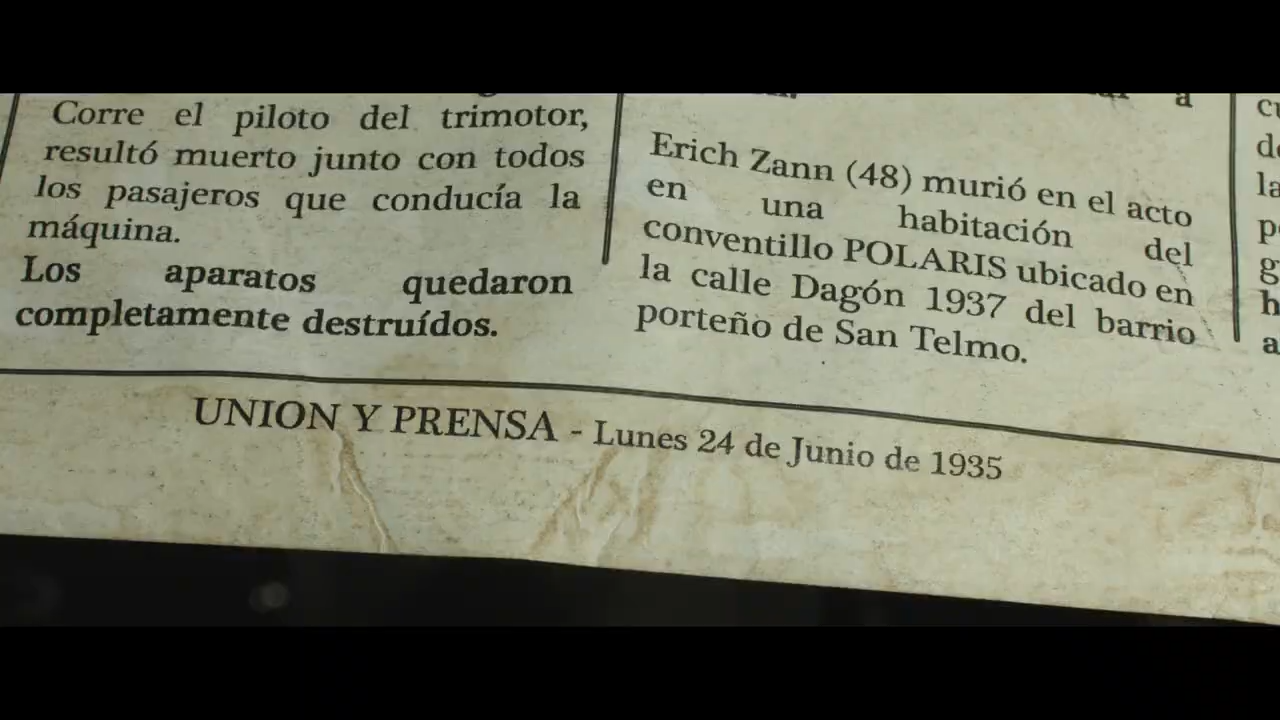 Corre el piloto del trimotor,
resultó muerto junto con todos
los pasajeros que conducía la
máquina.
Los aparatos quedaron
completamente destruídos.
a
Erich Zann (48) murió en el acto
en una habitación del
conventillo POLARIS ubicado en
la calle Dagón 1937 del barrio
porteño de San Telmo.
UNION Y PRENSA - Lunes 24 de Junio de 1935